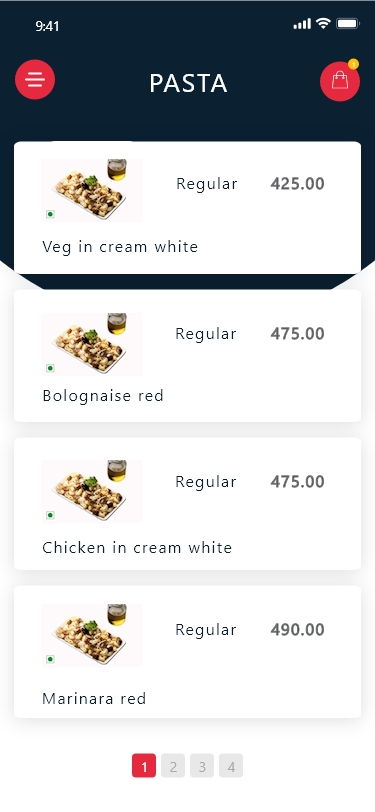 9:41
PASTA
1
Regular 425.00
Veg in cream white
Regular 475.00
Bolognaise red
Regular 475.00
Chicken in cream white
Regular 490.00
Marinara red
1 2 3 4